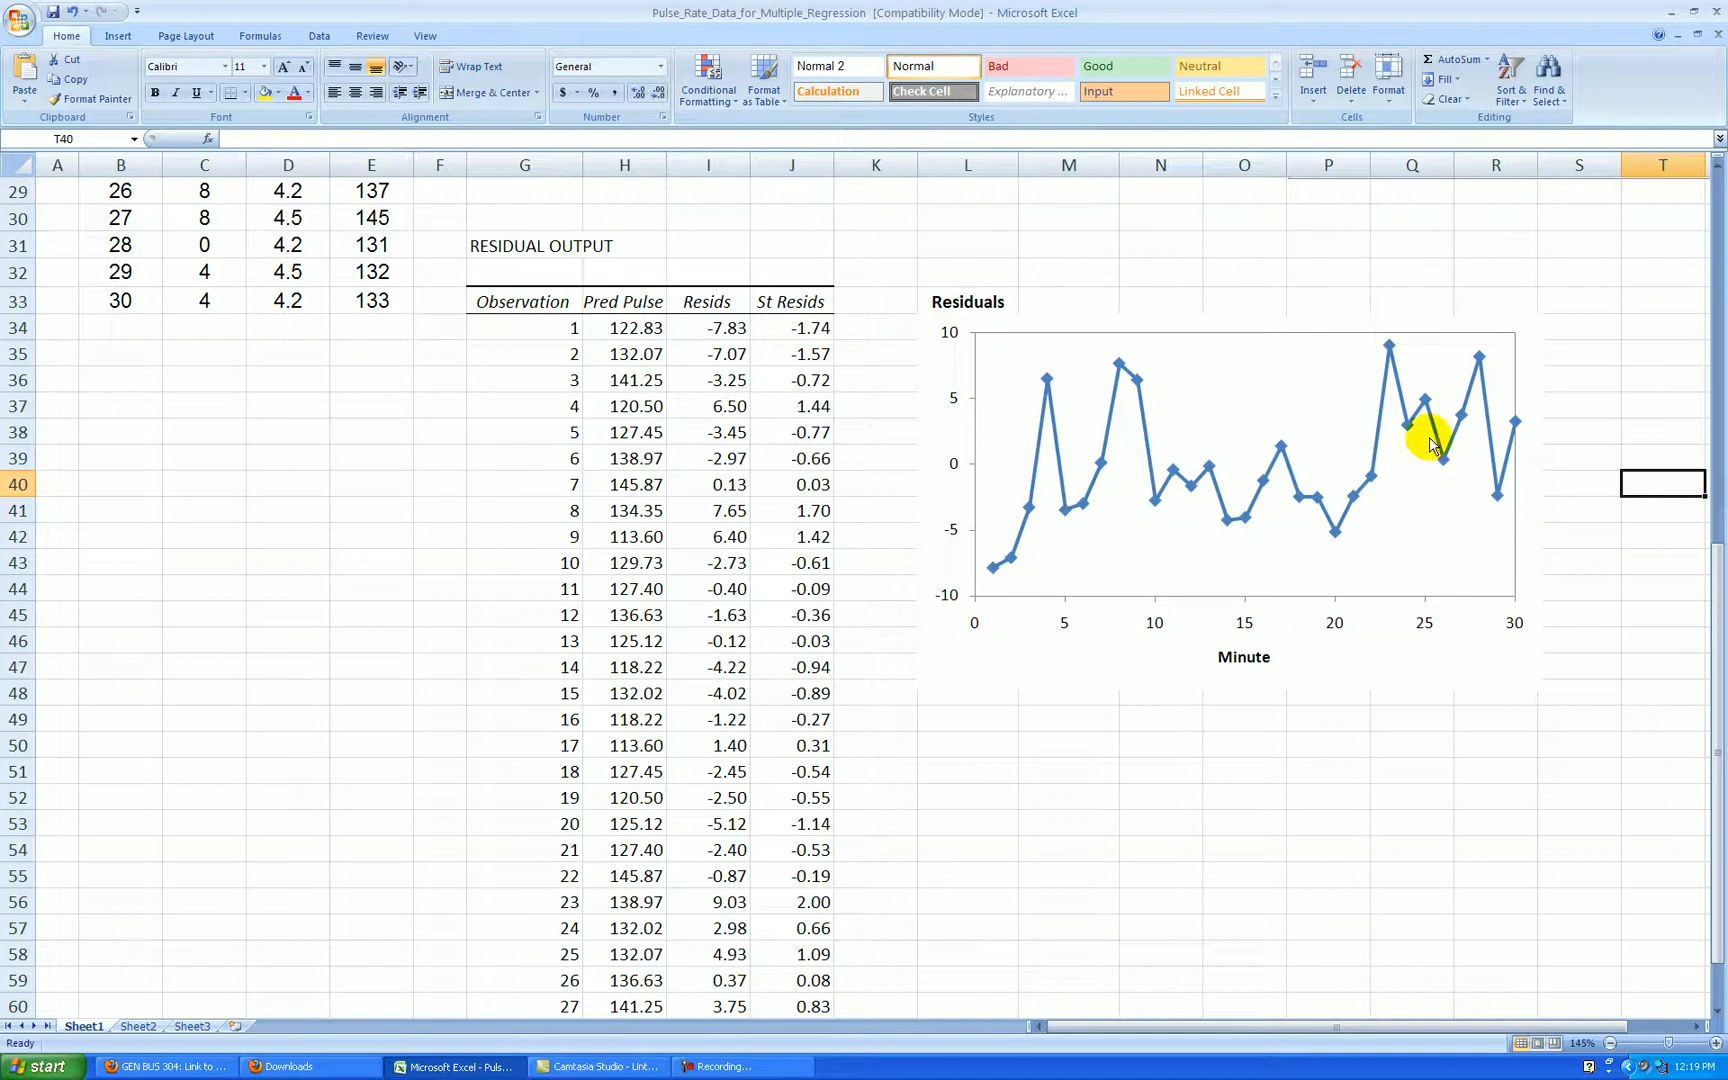 Pulse_Rate_Data_for_Multiple_Regression [Compatibility Mode] - Microsoft Excel
Home Insert Page Layout Formulas Data Review View
Paste
Cut
Copy
Format Painter
Clipboard
Calibri 11
B I U
Font
Wrap Text
Merge & Center
Alignment
General
$ % ,
Number
Conditional Formatting
Format as Table
Normal 2 Normal Bad Good Neutral
Calculation Check Cell Explanatory ... Input Linked Cell
Styles
Insert Delete Format
Cells
Σ AutoSum
Fill
Clear
Sort & Filter
Find & Select
Editing
T40 fx
A B C D E F G H I J K L M N O P Q R S T
29 26 8 4.2 137
30 27 8 4.5 145
31 28 0 4.2 131 RESIDUAL OUTPUT
32 29 4 4.5 132
33 30 4 4.2 133 Observation Pred Pulse Resids St Resids
34 1 122.83 -7.83 -1.74
35 2 132.07 -7.07 -1.57
36 3 141.25 -3.25 -0.72
37 4 120.50 6.50 1.44
38 5 127.45 -3.45 -0.77
39 6 138.97 -2.97 -0.66
40 7 145.87 0.13 0.03
41 8 134.35 7.65 1.70
42 9 113.60 6.40 1.42
43 10 129.73 -2.73 -0.61
44 11 127.40 -0.40 -0.09
45 12 136.63 -1.63 -0.36
46 13 125.12 -0.12 -0.03
47 14 118.22 -4.22 -0.94
48 15 132.02 -4.02 -0.89
49 16 118.22 -1.22 -0.27
50 17 113.60 1.40 0.31
51 18 127.45 -2.45 -0.54
52 19 120.50 -2.50 -0.55
53 20 125.12 -5.12 -1.14
54 21 127.40 -2.40 -0.53
55 22 145.87 -0.87 -0.19
56 23 138.97 9.03 2.00
57 24 132.02 2.98 0.66
58 25 132.07 4.93 1.09
59 26 136.63 0.37 0.08
60 27 141.25 3.75 0.83
Residuals
10
5
0
-5
-10
0 5 10 15 20 25 30
Minute
Sheet1 Sheet2 Sheet3
Ready 145%
start GEN BUS 304: Link to ... Downloads Microsoft Excel - Puls... Camtasia Studio - Unt... Recording... 12:19 PM